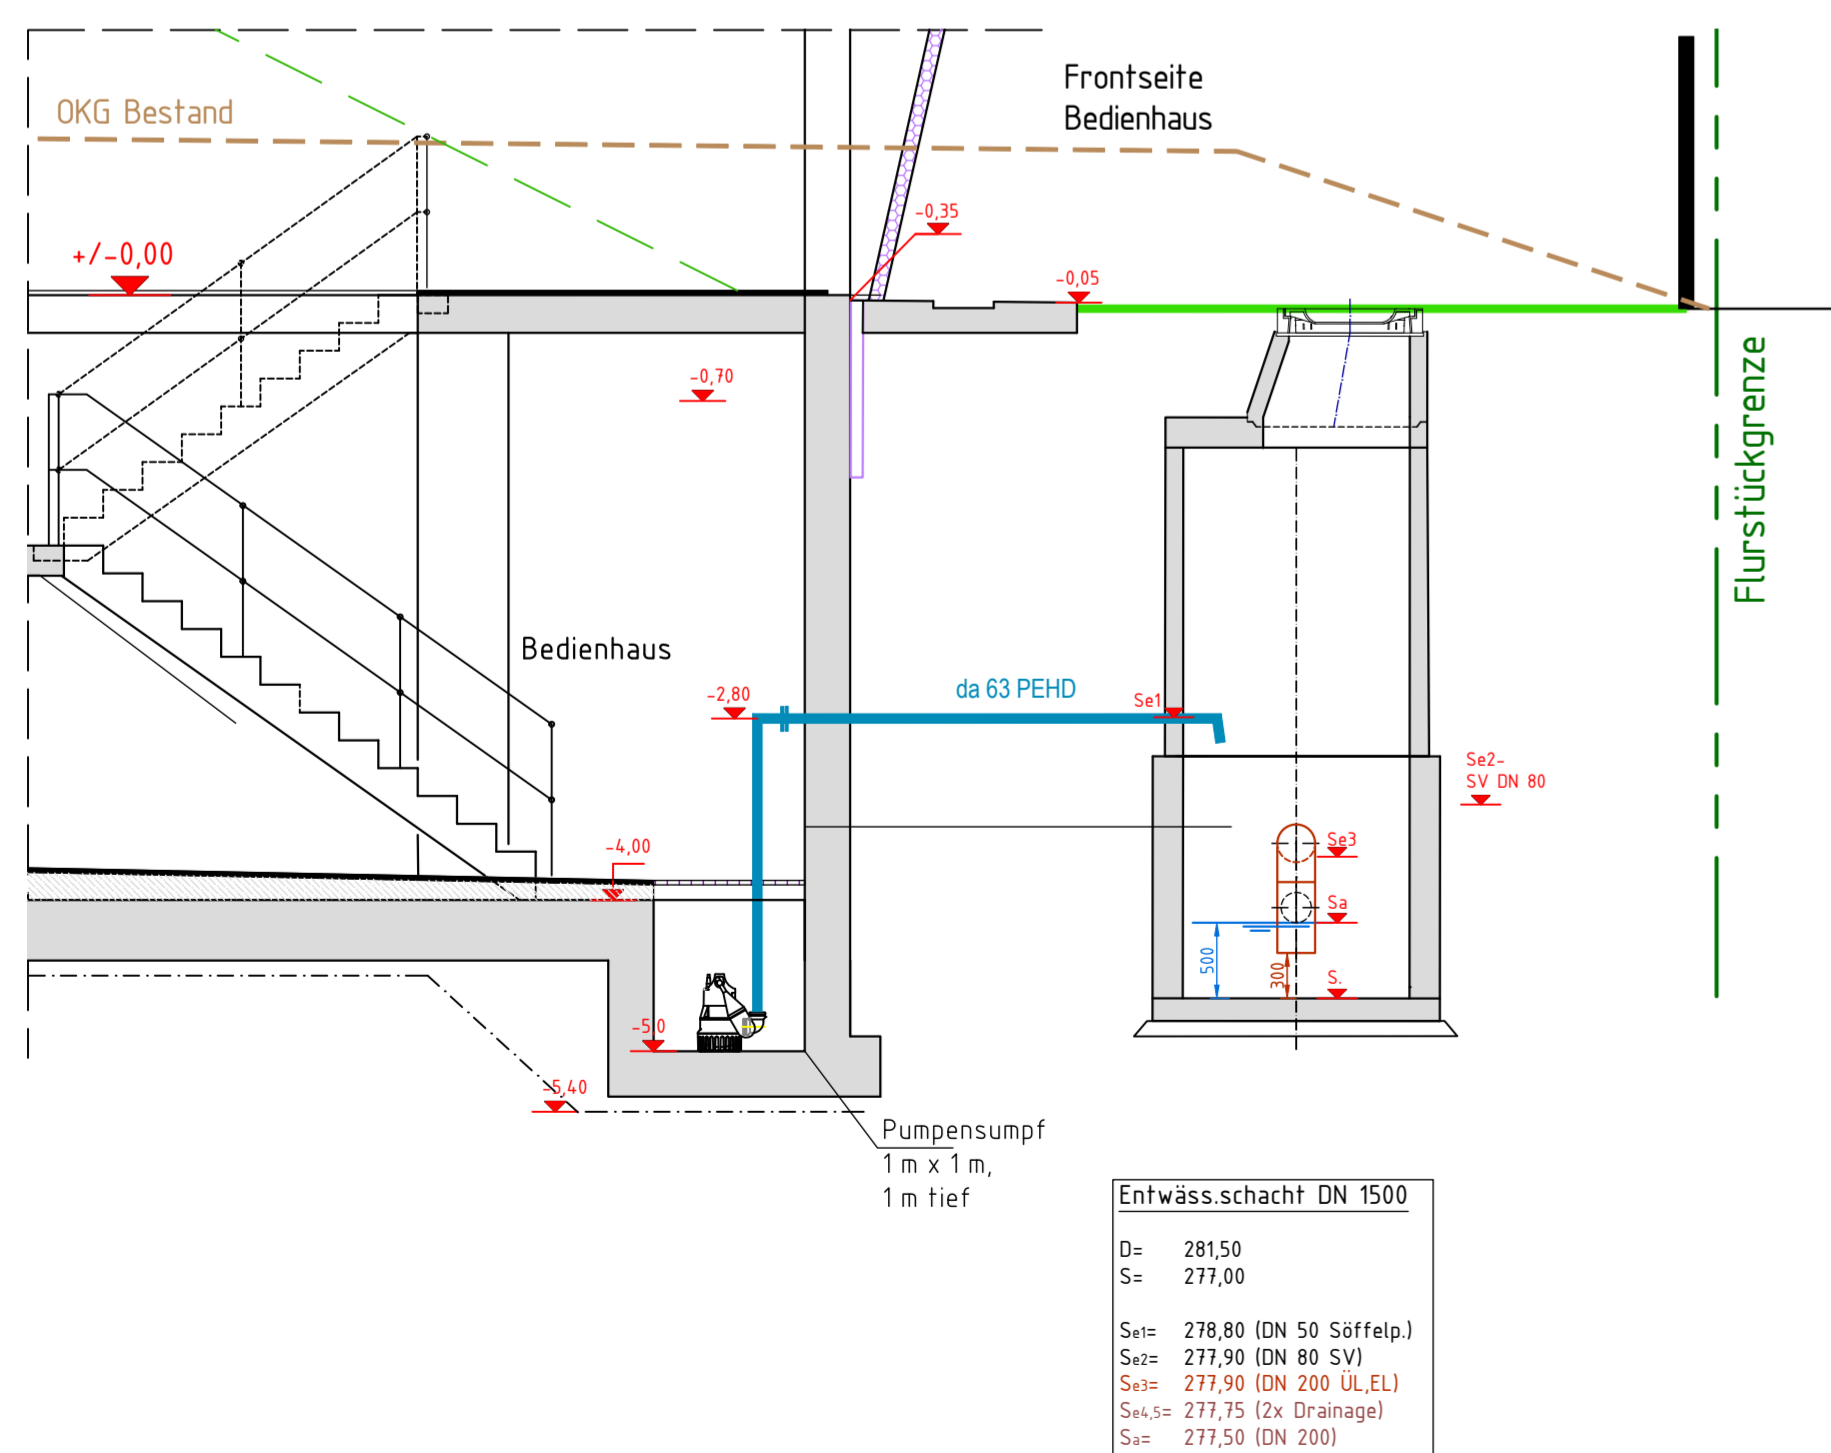 Frontseite
Bedienhaus
OKG Bestand
-0,35
+/-0,00
-0,05
-0,70
Flurstückgrenze
Bedienhaus
da 63 PEHD
-2,80
Se1
Se2-
SV DN 80
Se3
-4,00
Sa
500
300
S.
-5,0
-5,40
Pumpensumpf
1 m x 1 m,
1 m tief
Entwäss.schacht DN 1500
D= 281,50
S= 277,00
Se1= 278,80 (DN 50 Söffelp.)
Se2= 277,90 (DN 80 SV)
Se3= 277,90 (DN 200 ÜL,EL)
Se4,5= 277,75 (2x Drainage)
Sa= 277,50 (DN 200)